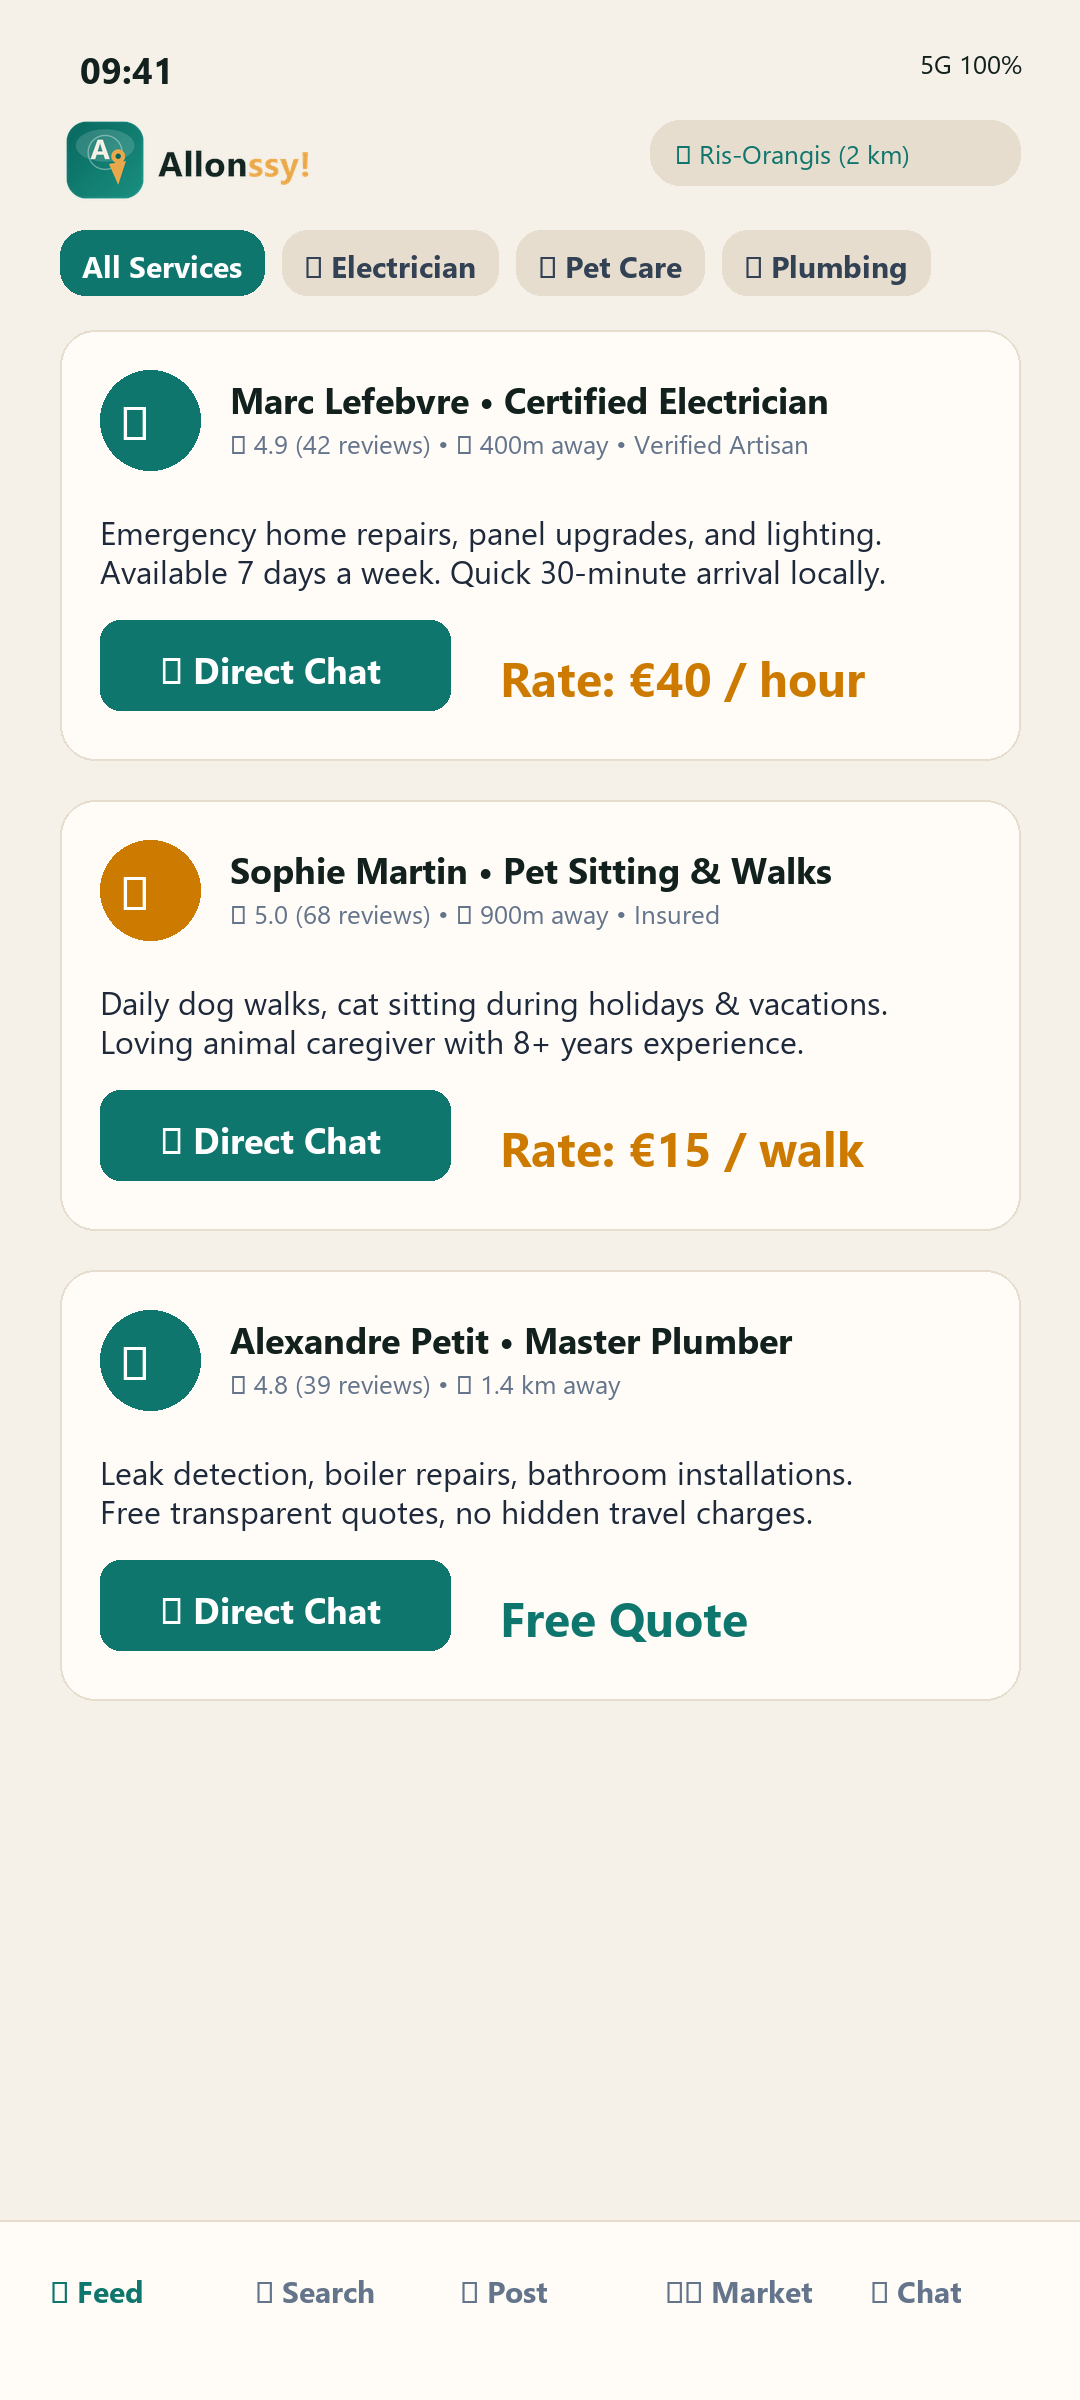 09:41
5G 100%
A
Allonssy!
Ris-Orangis (2 km)
All Services
Electrician
Pet Care
Plumbing
Marc Lefebvre • Certified Electrician
4.9 (42 reviews) • 400m away • Verified Artisan
Emergency home repairs, panel upgrades, and lighting.
Available 7 days a week. Quick 30-minute arrival locally.
Direct Chat
Rate: €40 / hour
Sophie Martin • Pet Sitting & Walks
5.0 (68 reviews) • 900m away • Insured
Daily dog walks, cat sitting during holidays & vacations.
Loving animal caregiver with 8+ years experience.
Direct Chat
Rate: €15 / walk
Alexandre Petit • Master Plumber
4.8 (39 reviews) • 1.4 km away
Leak detection, boiler repairs, bathroom installations.
Free transparent quotes, no hidden travel charges.
Direct Chat
Free Quote
Feed
Search
Post
Market
Chat